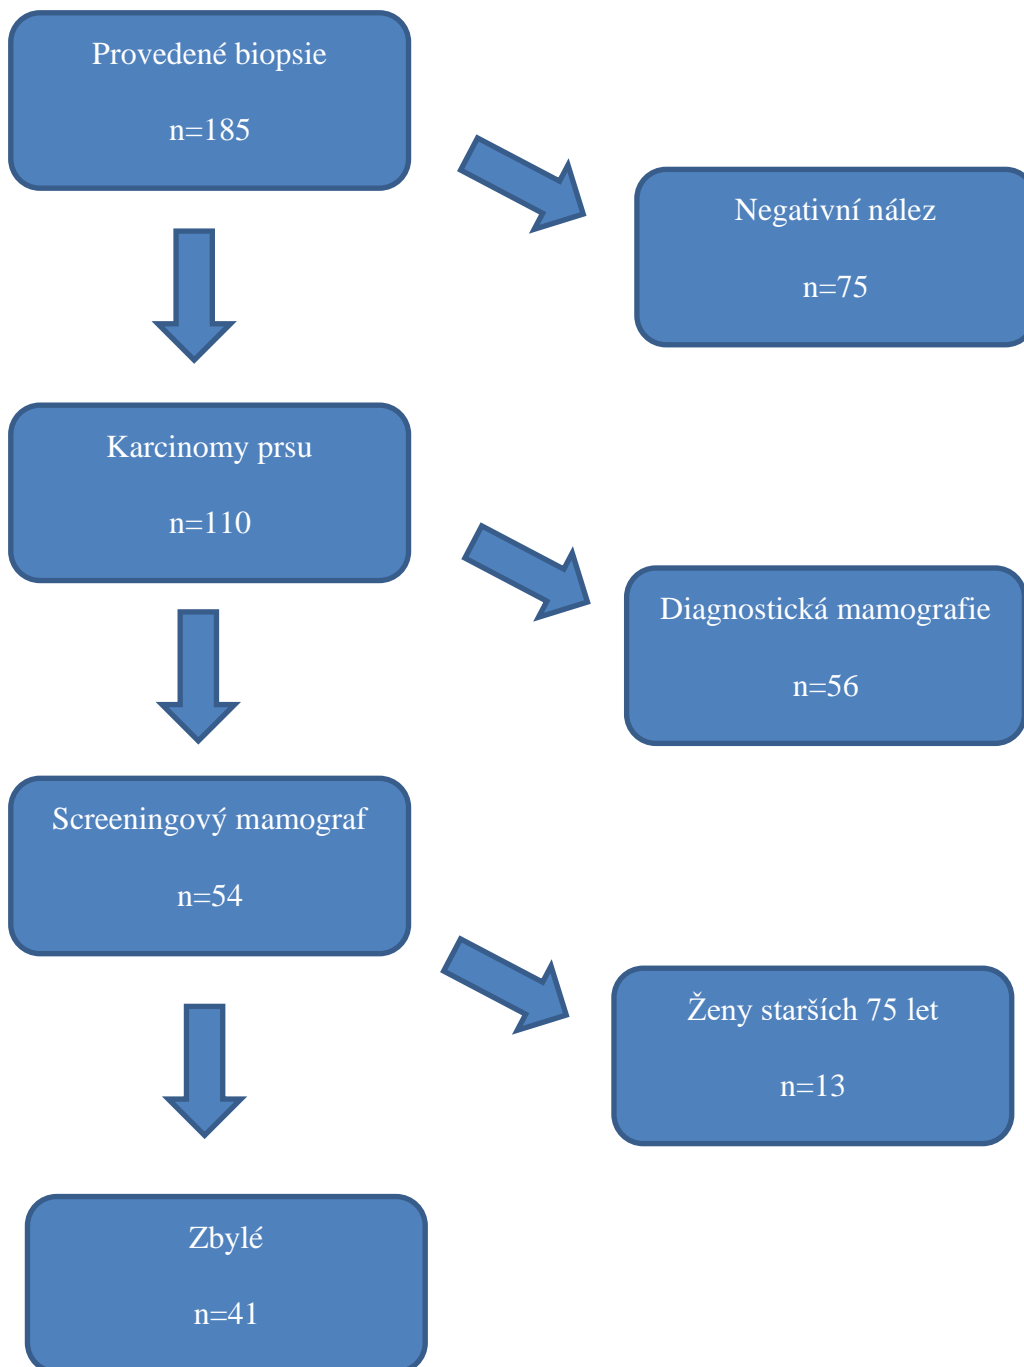 Provedené biopsie
n=185
Negativní nález
n=75
Karcinomy prsu
n=110
Diagnostická mamografie
n=56
Screeningový mamograf
n=54
Ženy starších 75 let
n=13
Zbylé
n=41